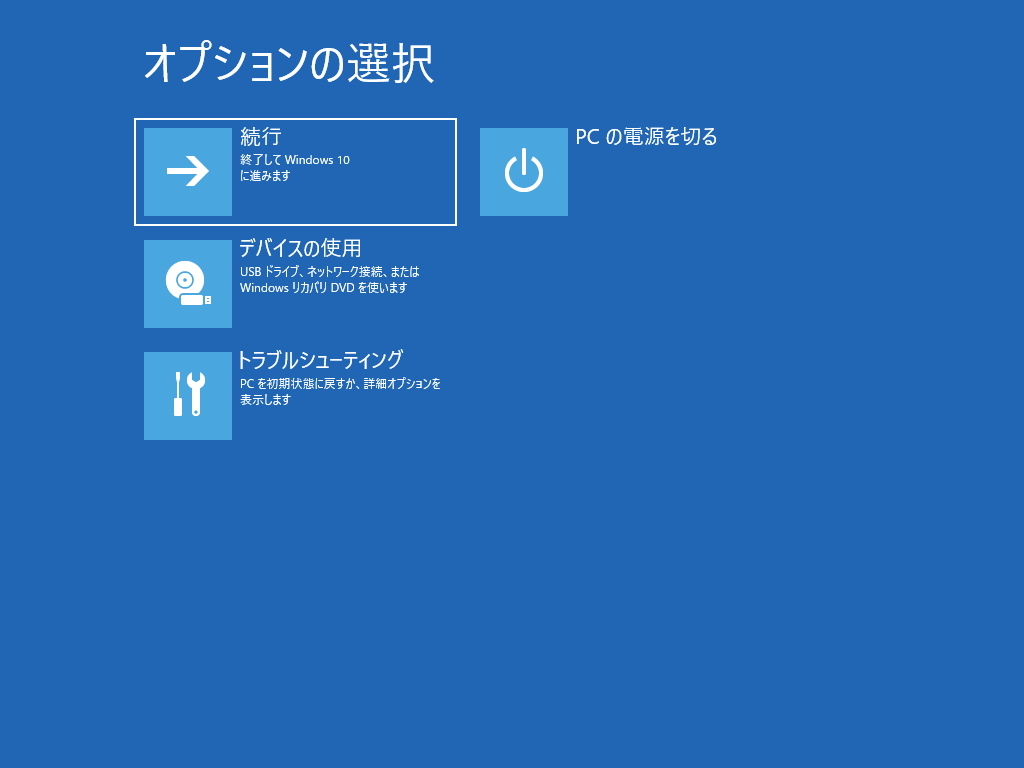 オプションの選択
続行
終了して Windows 10
に進みます
PC の電源を切る
デバイスの使用
USB ドライブ、ネットワーク接続、または
Windows リカバリ DVD を使います
トラブルシューティング
PC を初期状態に戻すか、詳細オプションを
表示します